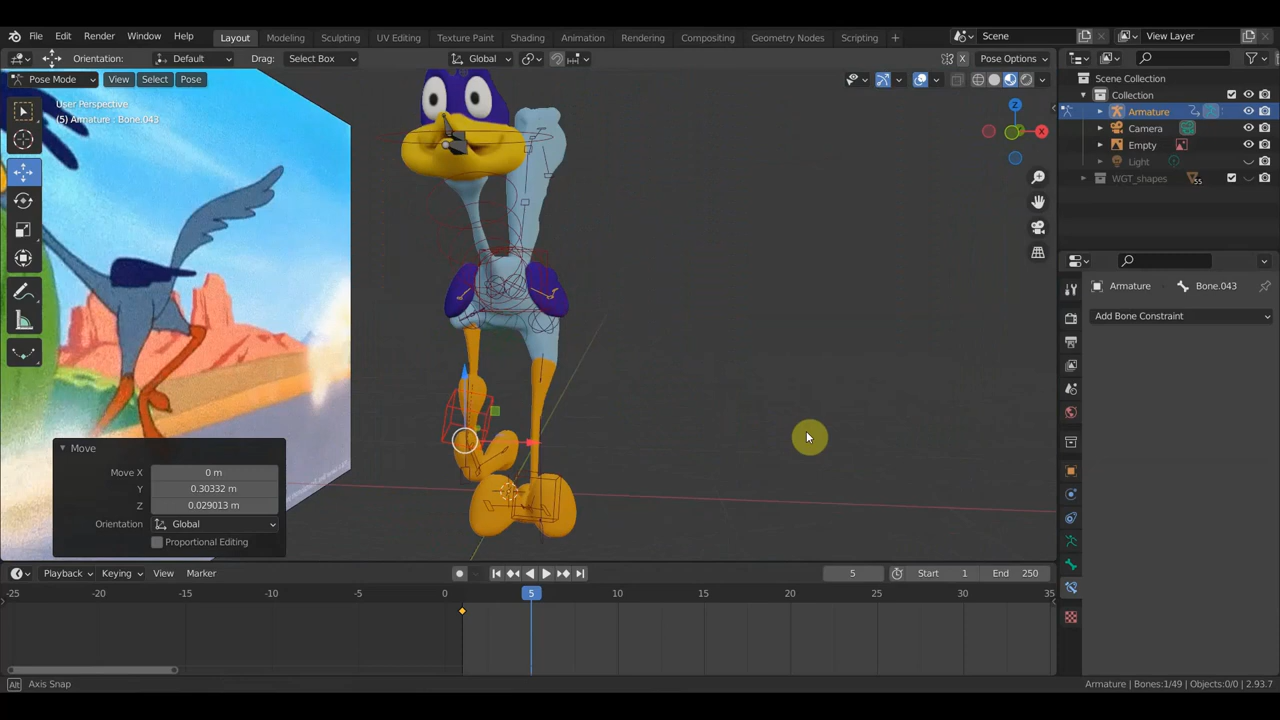 File Edit Render Window Help Layout Modeling Sculpting UV Editing Texture Paint Shading Animation Rendering Compositing Geometry Nodes Scripting + Scene View Layer
Orientation: Default Drag: Select Box Global Pose Options
Pose Mode View Select Pose
User Perspective
(5) Armature : Bone.043
Z
X
Scene Collection
Collection
Armature
Camera
Empty
Light
WGT_shapes 55
Armature Bone.043
Add Bone Constraint
Move
Move X 0 m
Y 0.30332 m
Z 0.029013 m
Orientation Global
Proportional Editing
Playback Keying View Marker 5 Start 1 End 250
-25 -20 -15 -10 -5 0 5 10 15 20 25 30 35
Alt Axis Snap Armature | Bones:1/49 | Objects:0/0 | 2.93.7